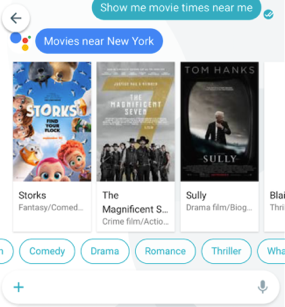 Show me movie times near me
Movies near New York
STORKS
FIND YOUR
FLOCK
THE
MAGNIFICENT
SEVEN
TOM HANKS
SULLY
Storks
Fantasy/Comed...
The
Magnificent S...
Crime film/Actio...
Sully
Drama film/Biog...
Blai
Thri
n
Comedy
Drama
Romance
Thriller
Wha